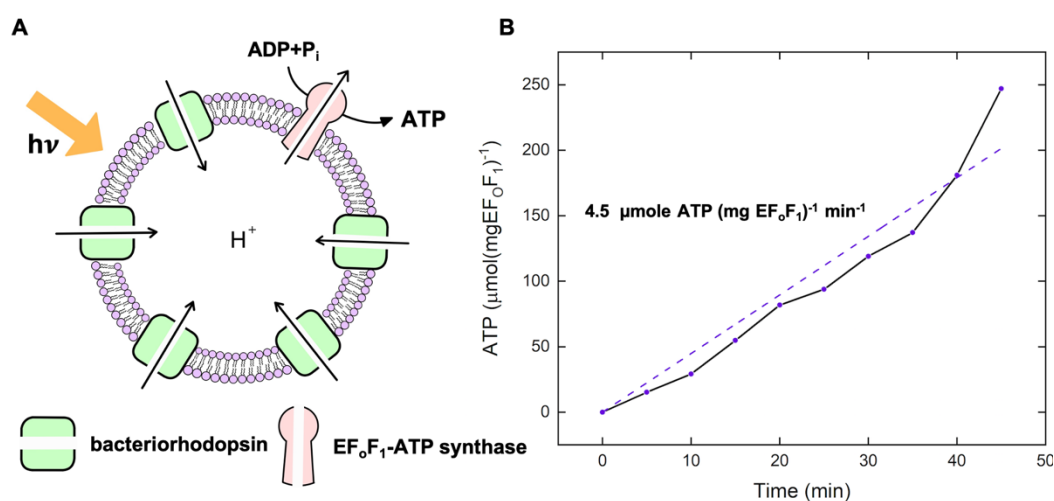 A
ADP+Pi
ATP
hν
H+
bacteriorhodopsin
EFoF1-ATP synthase
B
ATP (μmol(mgEFOF1)-1)
250
200
150
100
50
0
4.5 μmole ATP (mg EFoF1)-1 min-1
0 10 20 30 40 50
Time (min)